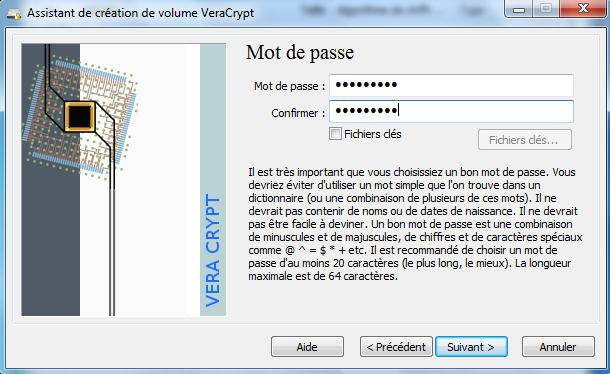 Assistant de création de volume VeraCrypt
Mot de passe
Mot de passe : •••••••••
Confirmer : •••••••••
Fichiers clés
Fichiers clés...
Il est très important que vous choisissiez un bon mot de passe. Vous
devriez éviter d'utiliser un mot simple que l'on trouve dans un
dictionnaire (ou une combinaison de plusieurs de ces mots). Il ne
devrait pas contenir de noms ou de dates de naissance. Il ne devrait
pas être facile à deviner. Un bon mot de passe est une combinaison
de minuscules et de majuscules, de chiffres et de caractères spéciaux
comme @ ^ = $ * + etc. Il est recommandé de choisir un mot de
passe d'au moins 20 caractères (le plus long, le mieux). La longueur
maximale est de 64 caractères.
VERA CRYPT
Aide
< Précédent
Suivant >
Annuler